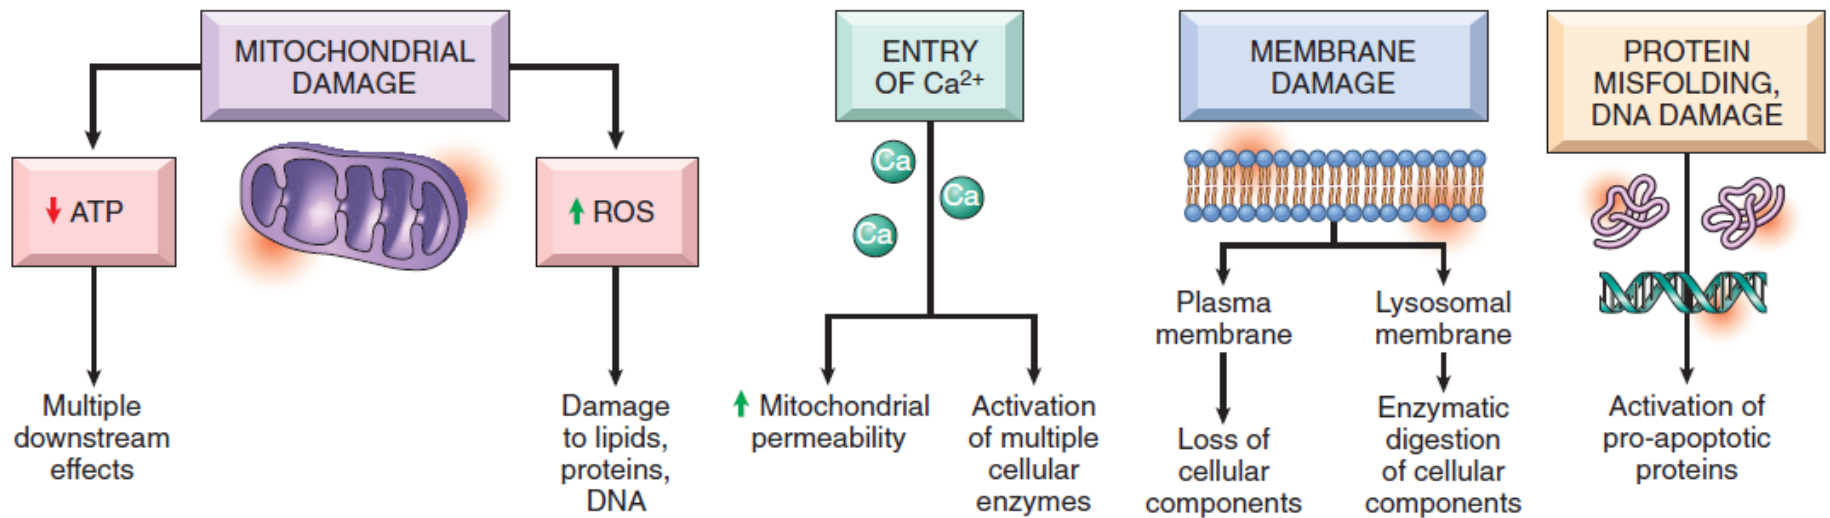 MITOCHONDRIAL
DAMAGE
↓ ATP
↑ ROS
Multiple
downstream
effects
Damage
to lipids,
proteins,
DNA
ENTRY
OF Ca²⁺
Ca
Ca
Ca
↑ Mitochondrial
permeability
Activation
of multiple
cellular
enzymes
MEMBRANE
DAMAGE
Plasma
membrane
Loss of
cellular
components
Lysosomal
membrane
Enzymatic
digestion
of cellular
components
PROTEIN
MISFOLDING,
DNA DAMAGE
Activation of
pro-apoptotic
proteins